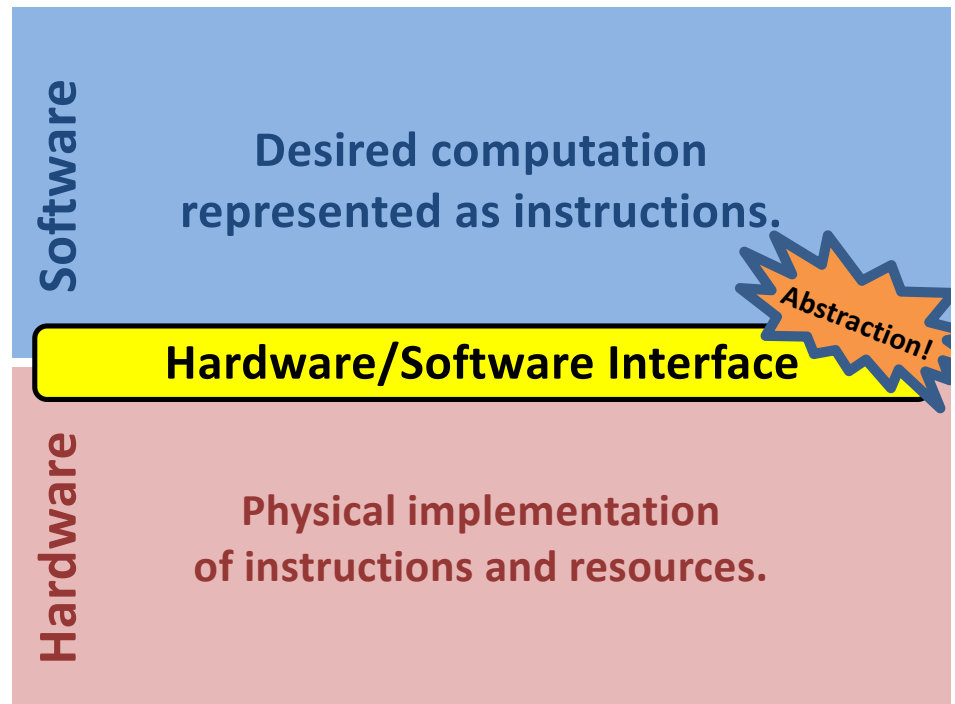 Software
Desired computation
represented as instructions.
Abstraction!
Hardware/Software Interface
Hardware
Physical implementation
of instructions and resources.